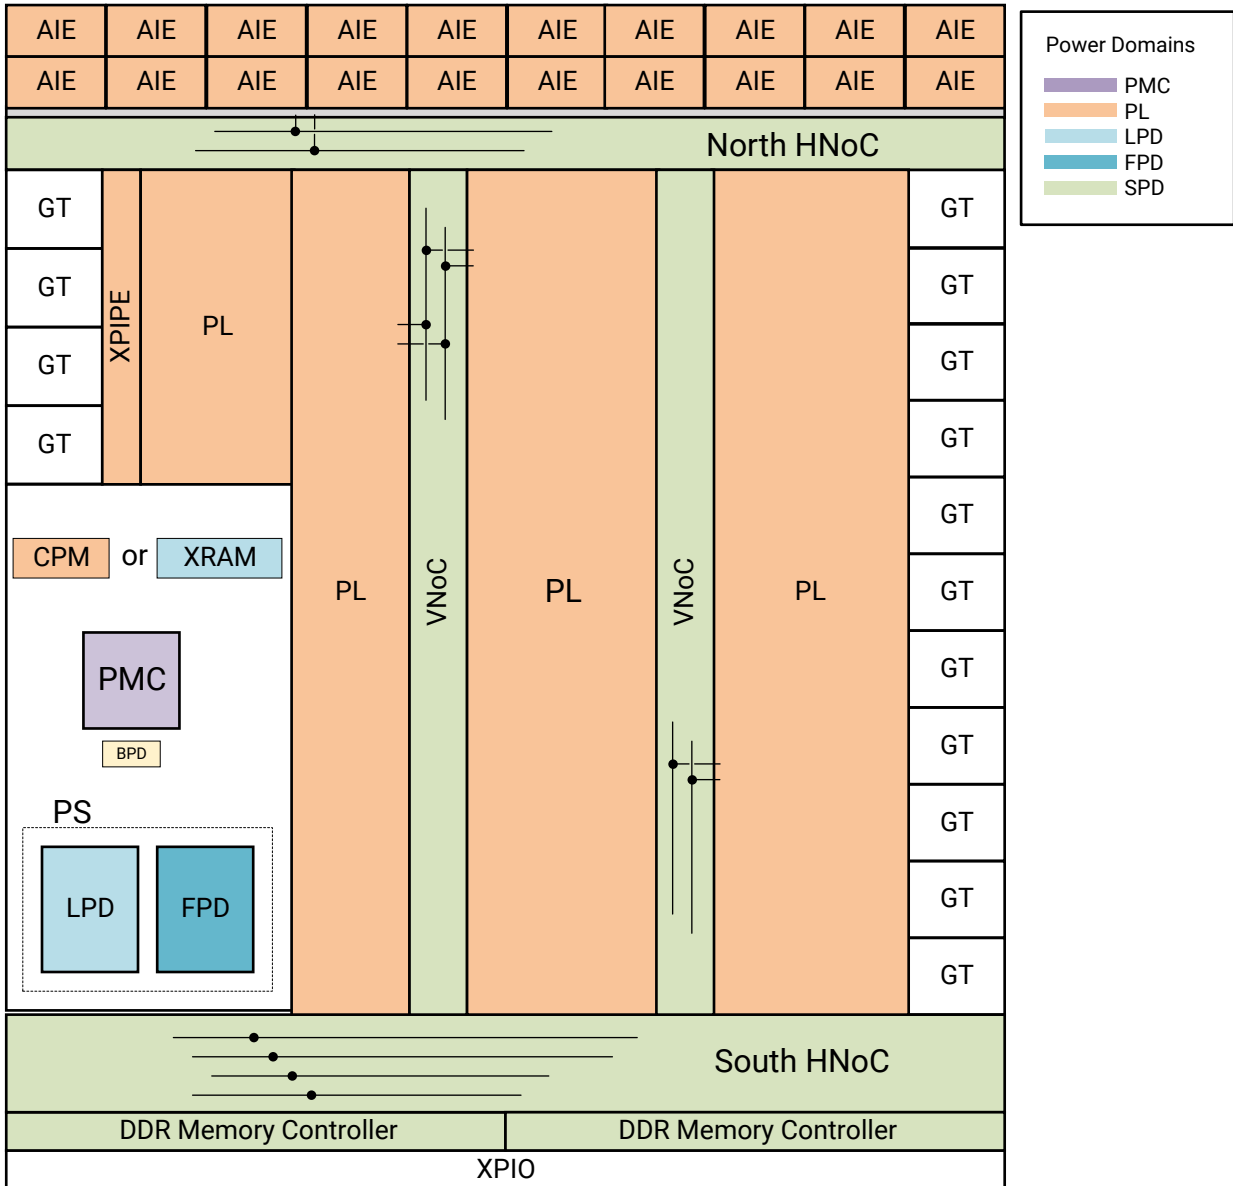 AIE AIE AIE AIE AIE AIE AIE AIE AIE AIE
AIE AIE AIE AIE AIE AIE AIE AIE AIE AIE
North HNoC
GT
GT
GT
GT
XPIPE
PL
CPM or XRAM
PMC
BPD
PS
LPD FPD
PL
VNoC
PL
VNoC
PL
GT
GT
GT
GT
GT
GT
GT
GT
GT
GT
GT
South HNoC
DDR Memory Controller DDR Memory Controller
XPIO
Power Domains
PMC
PL
LPD
FPD
SPD